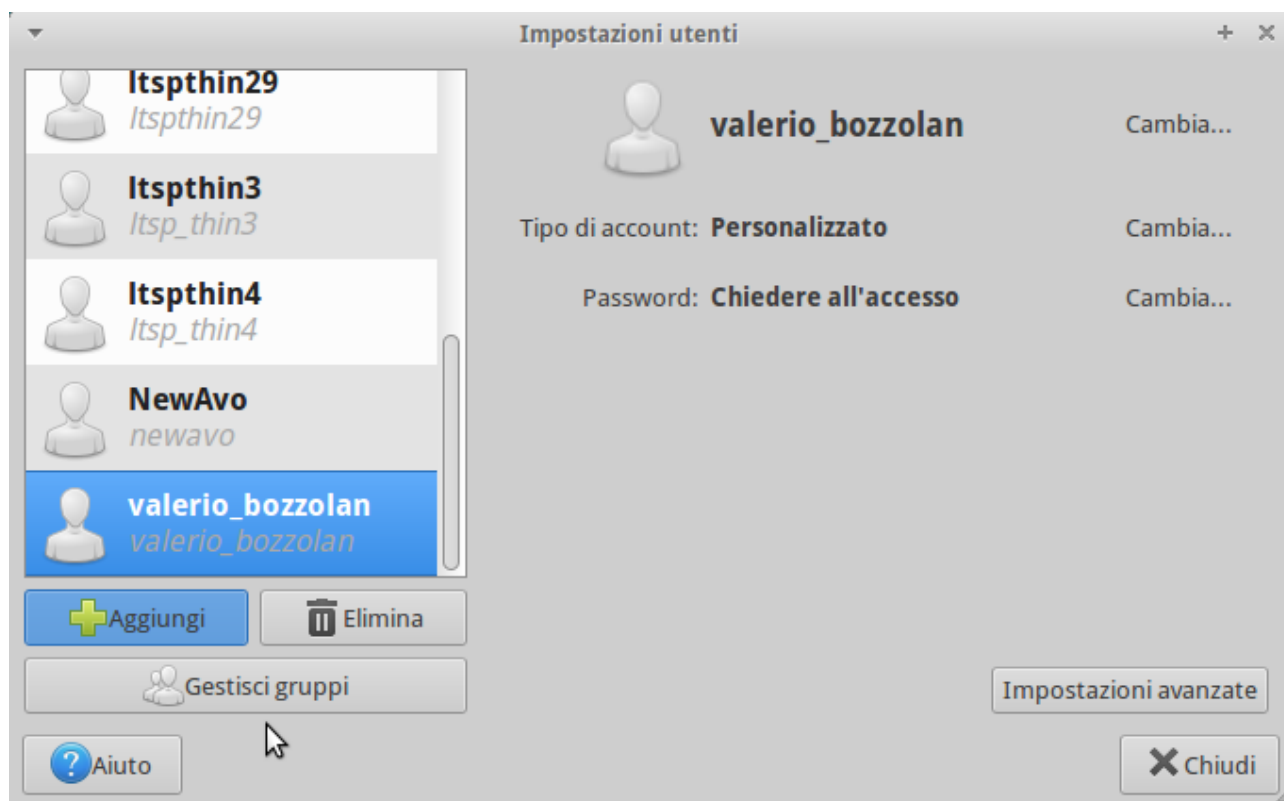 Impostazioni utenti
ltspthin29
ltspthin29
ltspthin3
ltsp_thin3
ltspthin4
ltsp_thin4
NewAvo
newavo
valerio_bozzolan
valerio_bozzolan
Aggiungi
Elimina
Gestisci gruppi
Aiuto
valerio_bozzolan
Cambia...
Tipo di account: Personalizzato
Cambia...
Password: Chiedere all'accesso
Cambia...
Impostazioni avanzate
Chiudi